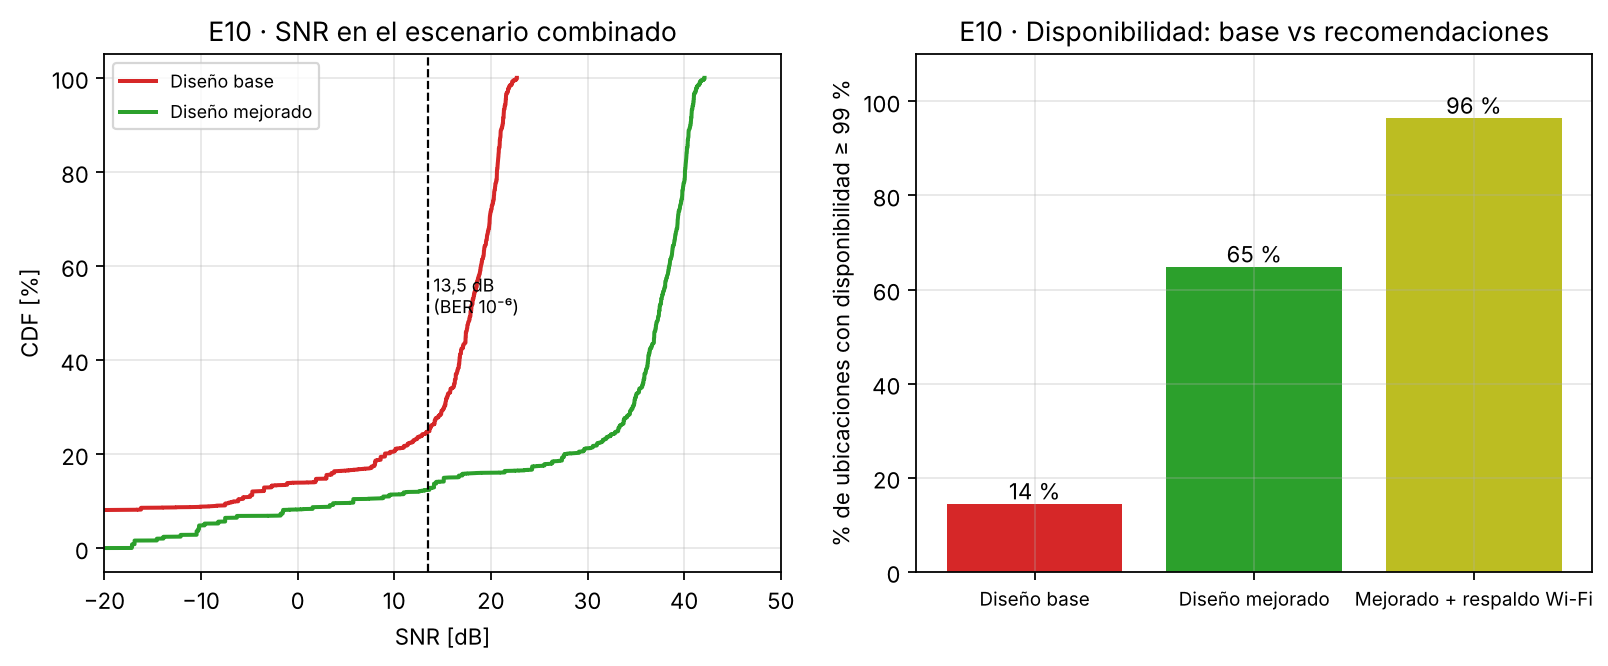 E10 · SNR en el escenario combinado
CDF [%]
100
80
60
40
20
0
Diseño base
Diseño mejorado
13,5 dB
(BER 10⁻⁶)
−20 −10 0 10 20 30 40 50
SNR [dB]
E10 · Disponibilidad: base vs recomendaciones
% de ubicaciones con disponibilidad ≥ 99 %
100
80
60
40
20
0
14 %
65 %
96 %
Diseño base Diseño mejorado Mejorado + respaldo Wi-Fi